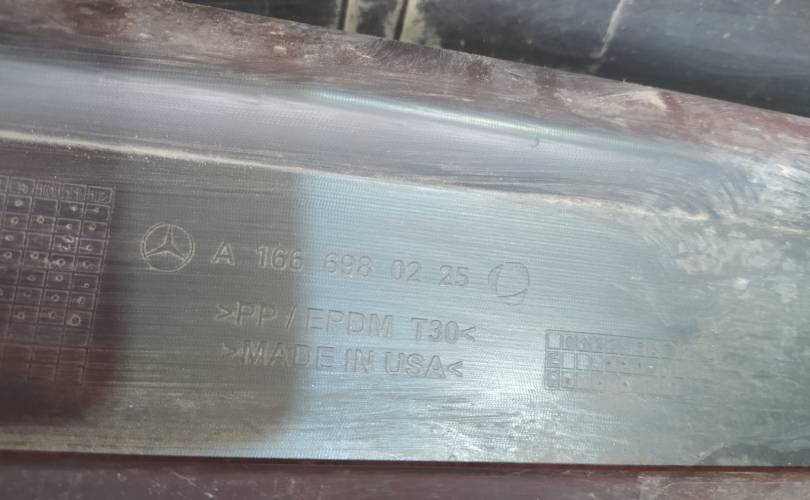 A 166 698 02 25
>PP / EPDM T30<
>MADE IN USA<